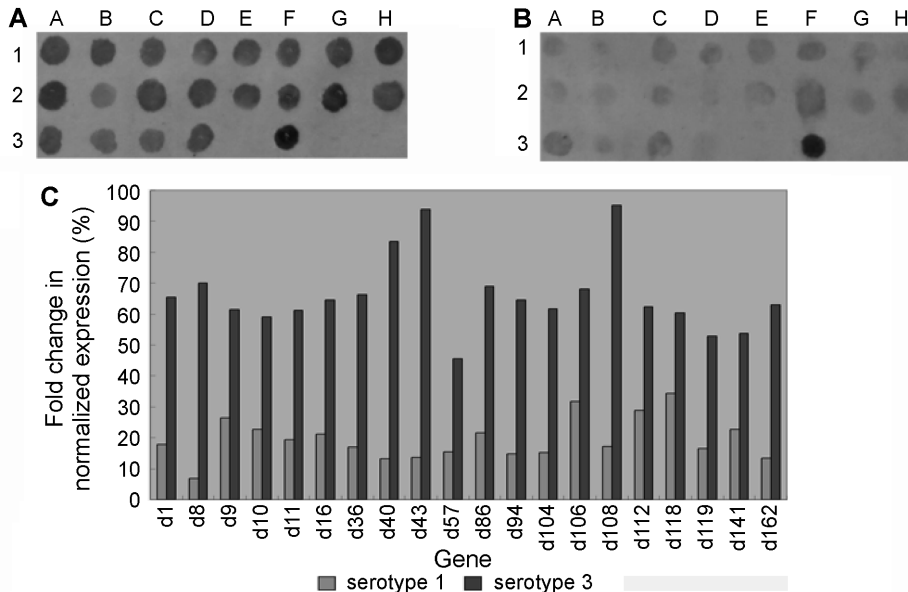 A A B C D E F G H
1
2
3
B A B C D E F G H
1
2
3
C
Fold change in
normalized expression (%)
100
90
80
70
60
50
40
30
20
10
0
d1 d8 d9 d10 d11 d16 d36 d40 d43 d57 d86 d94 d104 d106 d108 d112 d118 d119 d141 d162
Gene
serotype 1 serotype 3